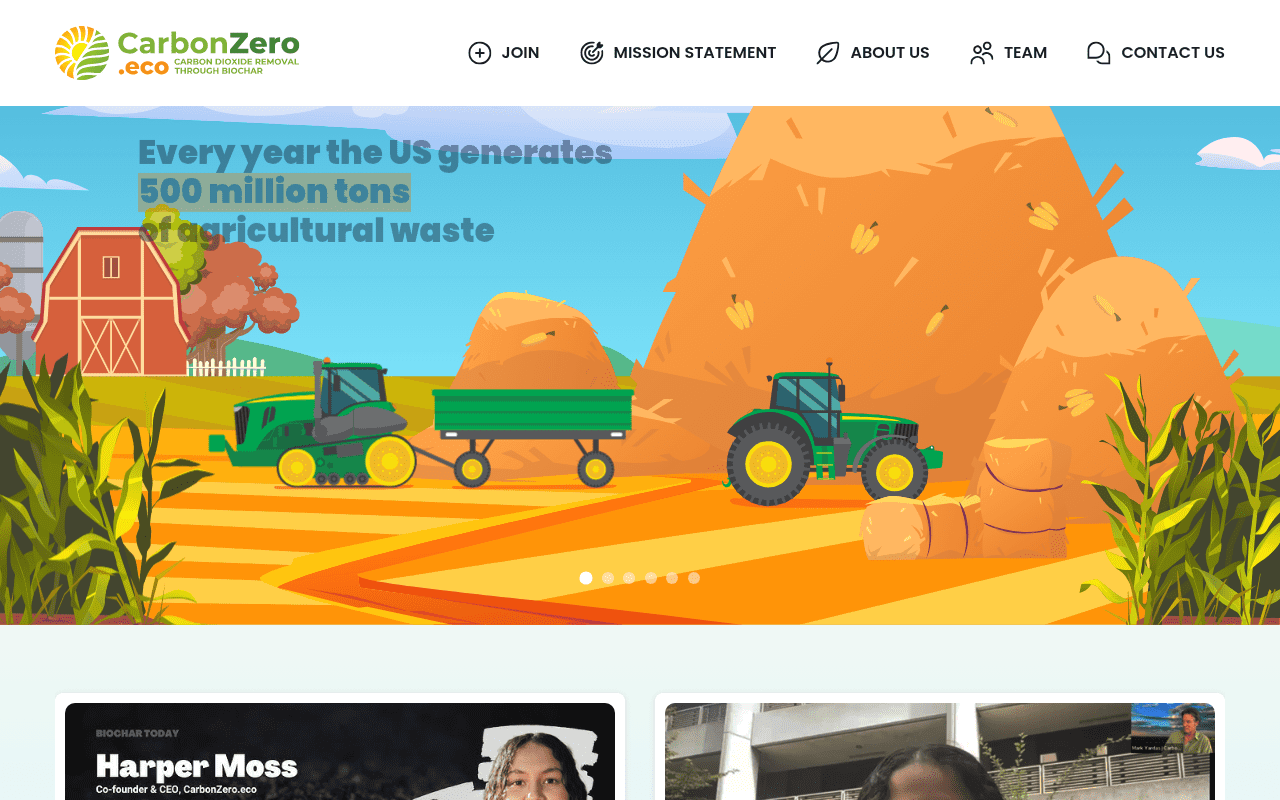 CarbonZero
.eco CARBON DIOXIDE REMOVAL
THROUGH BIOCHAR
JOIN
MISSION STATEMENT
ABOUT US
TEAM
CONTACT US
Every year the US generates
500 million tons
of agricultural waste
BIOCHAR TODAY
Harper Moss
Co-founder & CEO, CarbonZero.eco